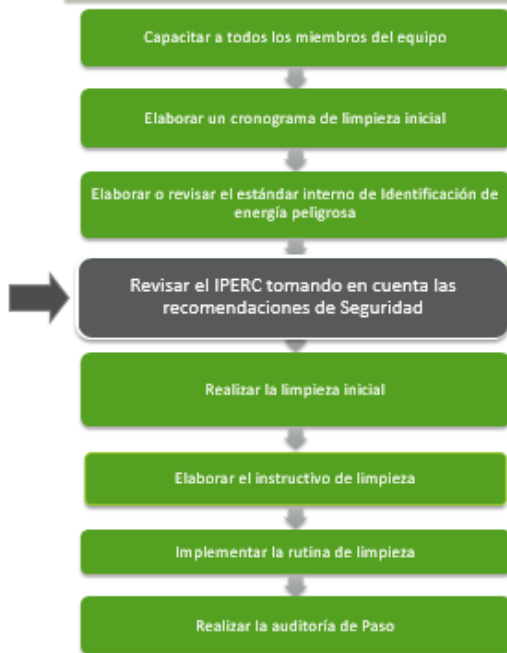 Capacitar a todos los miembros del equipo
Elaborar un cronograma de limpieza inicial
Elaborar o revisar el estándar interno de Identificación de
energía peligrosa
Revisar el IPERC tomando en cuenta las
recomendaciones de Seguridad
Realizar la limpieza inicial
Elaborar el instructivo de limpieza
Implementar la rutina de limpieza
Realizar la auditoría de Paso